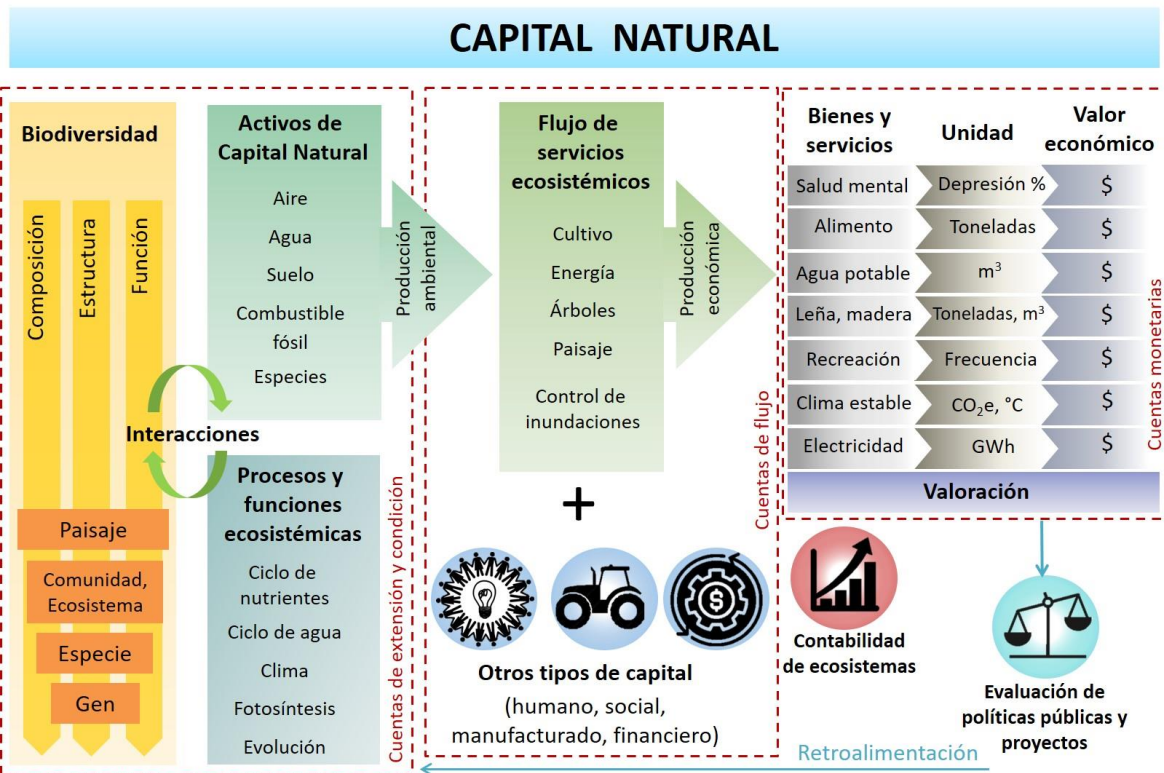 CAPITAL NATURAL
Biodiversidad
Composición
Estructura
Función
Interacciones
Paisaje
Comunidad,
Ecosistema
Especie
Gen
Activos de
Capital Natural
Aire
Agua
Suelo
Combustible
fósil
Especies
Procesos y
funciones
ecosistémicas
Ciclo de
nutrientes
Ciclo de agua
Clima
Fotosíntesis
Evolución
Cuentas de extensión y condición
Producción
ambiental
Flujo de
servicios
ecosistémicos
Cultivo
Energía
Árboles
Paisaje
Control de
inundaciones
Producción
económica
+
$
Otros tipos de capital
(humano, social,
manufacturado, financiero)
Cuentas de flujo
Bienes y
servicios
Unidad
Valor
económico
Salud mental Depresión % $
Alimento Toneladas $
Agua potable m³ $
Leña, madera Toneladas, m³ $
Recreación Frecuencia $
Clima estable CO₂e, °C $
Electricidad GWh $
Valoración
Cuentas monetarias
Contabilidad
de ecosistemas
Evaluación de
políticas públicas y
proyectos
Retroalimentación